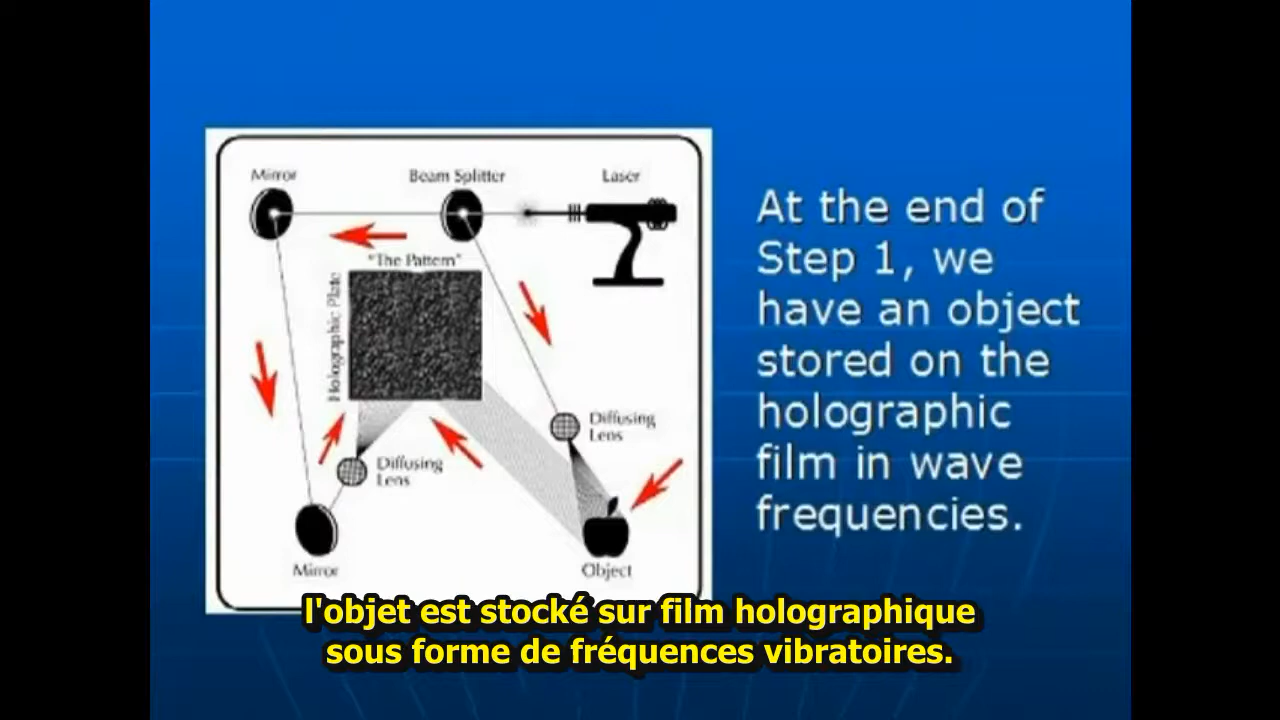 Mirror
Beam Splitter
Laser
"The Pattern"
Holographic Plate
Diffusing
Lens
Diffusing
Lens
Mirror
Object
At the end of
Step 1, we
have an object
stored on the
holographic
film in wave
frequencies.
l'objet est stocké sur film holographique
sous forme de fréquences vibratoires.